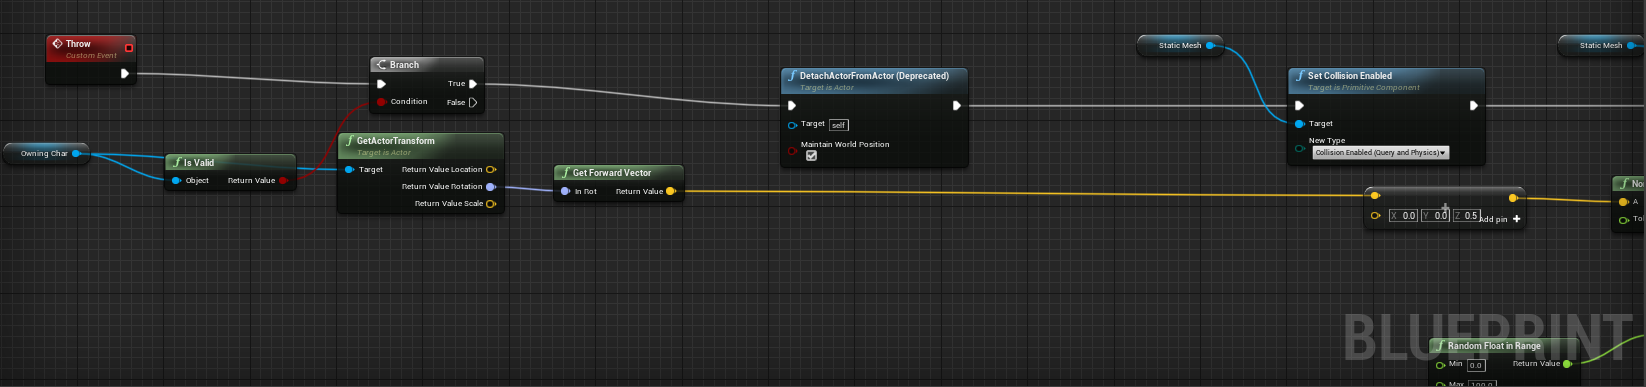 Throw
Custom Event
Branch
True
Condition
False
Owning Char
Is Valid
Object
Return Value
GetActorTransform
Target is Actor
Target
Return Value Location
Return Value Rotation
Return Value Scale
Get Forward Vector
In Rot
Return Value
DetachActorFromActor (Deprecated)
Target is Actor
Target
self
Maintain World Position
Static Mesh
Set Collision Enabled
Target is Primitive Component
Target
New Type
Collision Enabled (Query and Physics)
Static Mesh
X 0.0 Y 0.0 Z 0.5
Add pin
A
BLUEPRINT
Random Float in Range
Min 0.0
Return Value
Max 100.0